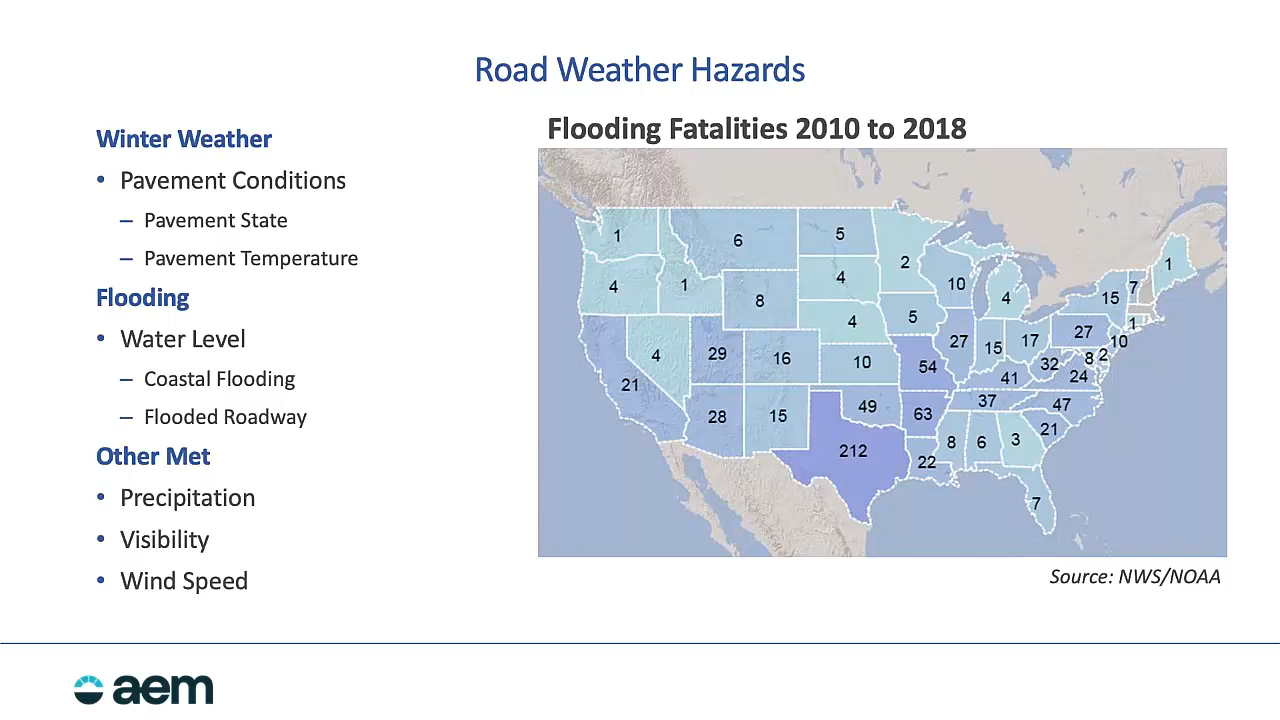 Road Weather Hazards
Winter Weather
• Pavement Conditions
– Pavement State
– Pavement Temperature
Flooding
• Water Level
– Coastal Flooding
– Flooded Roadway
Other Met
• Precipitation
• Visibility
• Wind Speed
Flooding Fatalities 2010 to 2018
1
6
5
2
10
4
15
7
1
4
1
8
4
4
5
27
15
17
27
1
10
4
29
16
10
54
41
32
8
2
24
21
28
15
49
63
37
47
212
22
8
6
3
21
7
Source: NWS/NOAA
aem